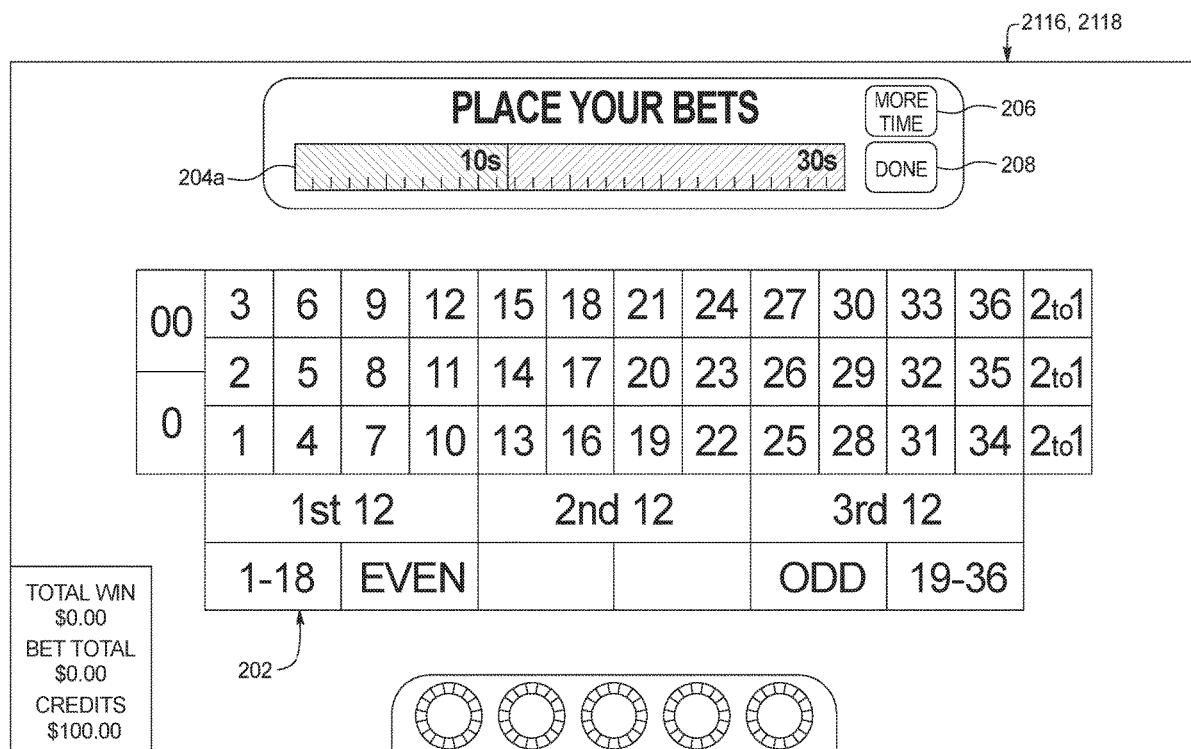 2116, 2118
PLACE YOUR BETS
MORE
TIME
206
10s 30s
DONE
208
204a
00 3 6 9 12 15 18 21 24 27 30 33 36 2to1
2 5 8 11 14 17 20 23 26 29 32 35 2to1
0 1 4 7 10 13 16 19 22 25 28 31 34 2to1
1st 12 2nd 12 3rd 12
1-18 EVEN ODD 19-36
TOTAL WIN
$0.00
BET TOTAL
$0.00
CREDITS
$100.00
202